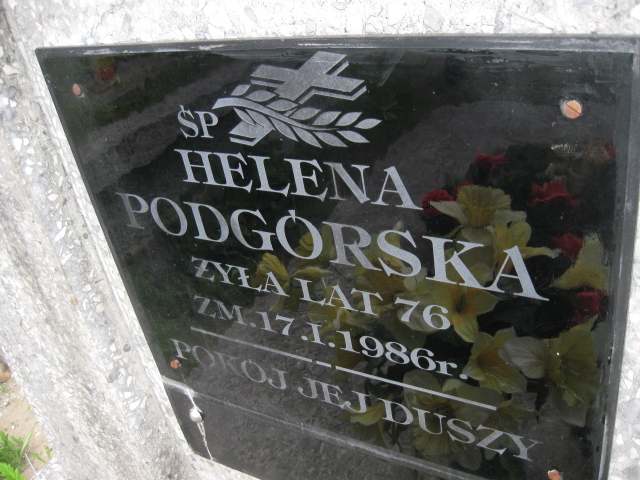 ŚP
HELENA
PODGÓRSKA
ŻYŁA LAT 76
ZM.17.I.1986r.
POKÓJ JEJ DUSZY